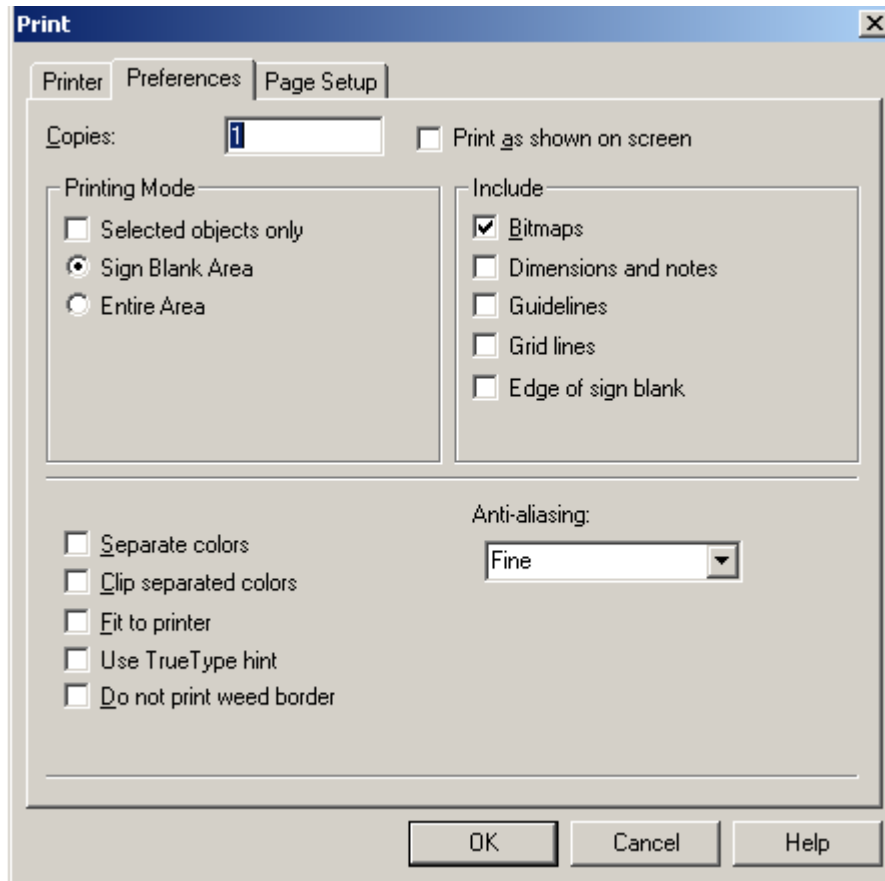 Print
Printer Preferences Page Setup
Copies: 1 Print as shown on screen
Printing Mode
Selected objects only
Sign Blank Area
Entire Area
Include
Bitmaps
Dimensions and notes
Guidelines
Grid lines
Edge of sign blank
Separate colors
Clip separated colors
Fit to printer
Use TrueType hint
Do not print weed border
Anti-aliasing:
Fine
OK Cancel Help